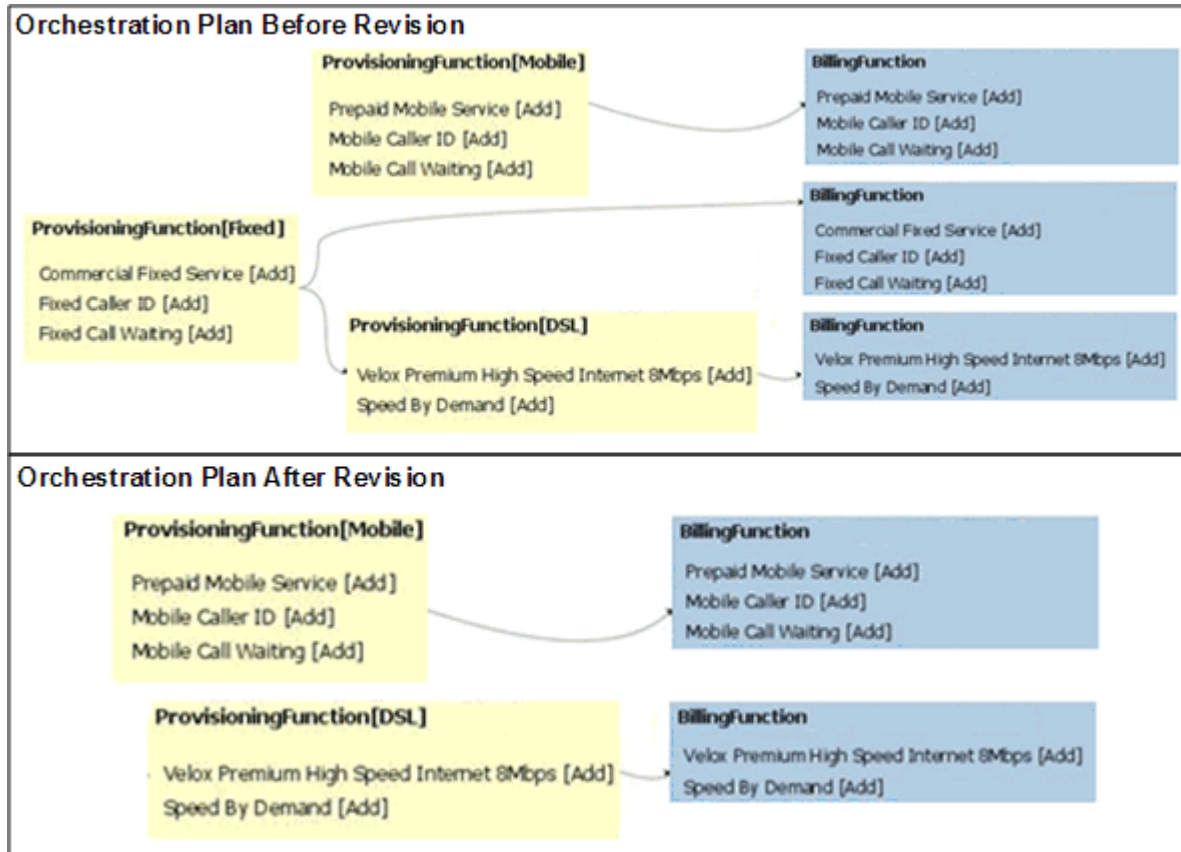 Orchestration Plan Before Revision
ProvisioningFunction[Mobile]
Prepaid Mobile Service [Add]
Mobile Caller ID [Add]
Mobile Call Waiting [Add]
BillingFunction
Prepaid Mobile Service [Add]
Mobile Caller ID [Add]
Mobile Call Waiting [Add]
ProvisioningFunction[Fixed]
Commercial Fixed Service [Add]
Fixed Caller ID [Add]
Fixed Call Waiting [Add]
BillingFunction
Commercial Fixed Service [Add]
Fixed Caller ID [Add]
Fixed Call Waiting [Add]
ProvisioningFunction[DSL]
Velox Premium High Speed Internet 8Mbps [Add]
Speed By Demand [Add]
BillingFunction
Velox Premium High Speed Internet 8Mbps [Add]
Speed By Demand [Add]
Orchestration Plan After Revision
ProvisioningFunction[Mobile]
Prepaid Mobile Service [Add]
Mobile Caller ID [Add]
Mobile Call Waiting [Add]
BillingFunction
Prepaid Mobile Service [Add]
Mobile Caller ID [Add]
Mobile Call Waiting [Add]
ProvisioningFunction[DSL]
Velox Premium High Speed Internet 8Mbps [Add]
Speed By Demand [Add]
BillingFunction
Velox Premium High Speed Internet 8Mbps [Add]
Speed By Demand [Add]